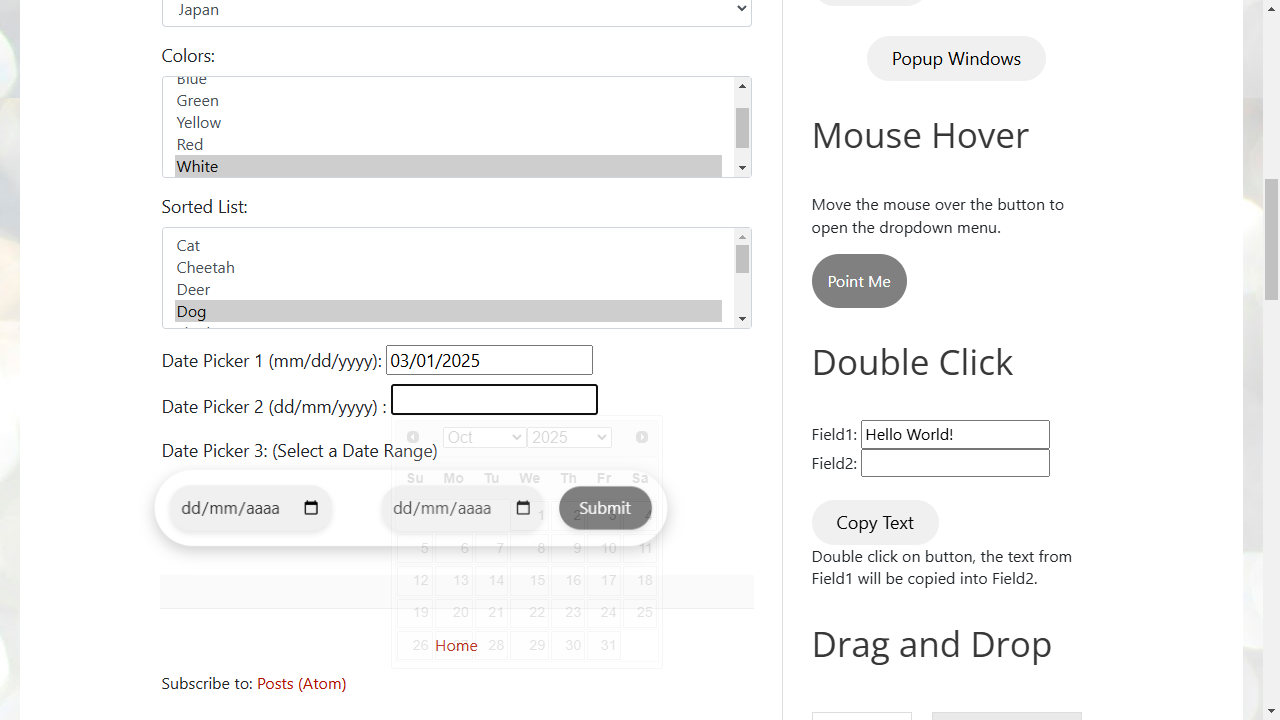 Japan
Colors:
Blue
Green
Yellow
Red
White
Sorted List:
Cat
Cheetah
Deer
Dog
Date Picker 1 (mm/dd/yyyy): 03/01/2025
Date Picker 2 (dd/mm/yyyy) :
Oct 2025
Date Picker 3: (Select a Date Range)
Su Mo Tu We Th Fr Sa
dd/mm/aaaa dd/mm/aaaa Submit
1 2 3 4
5 6 7 8 9 10 11
12 13 14 15 16 17 18
19 20 21 22 23 24 25
26 27 28 29 30 31
Home
Subscribe to: Posts (Atom)
Popup Windows
Mouse Hover
Move the mouse over the button to
open the dropdown menu.
Point Me
Double Click
Field1: Hello World!
Field2:
Copy Text
Double click on button, the text from
Field1 will be copied into Field2.
Drag and Drop